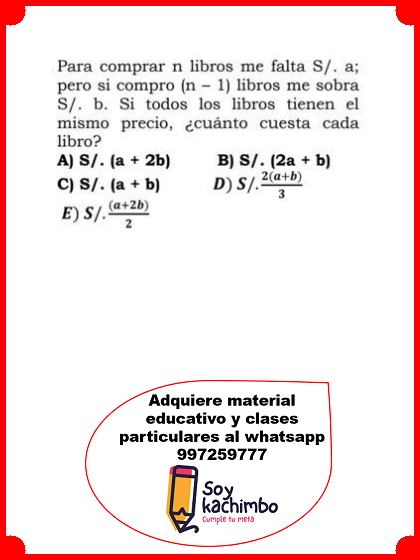 Para comprar n libros me falta S/. a;
pero si compro (n – 1) libros me sobra
S/. b. Si todos los libros tienen el
mismo precio, ¿cuánto cuesta cada
libro?
A) S/. (a + 2b) B) S/. (2a + b)
C) S/. (a + b) D) S/. 2(a+b)/3
E) S/. (a+2b)/2
Adquiere material
educativo y clases
particulares al whatsapp
997259777
Soy
kachimbo
Cumple tu meta